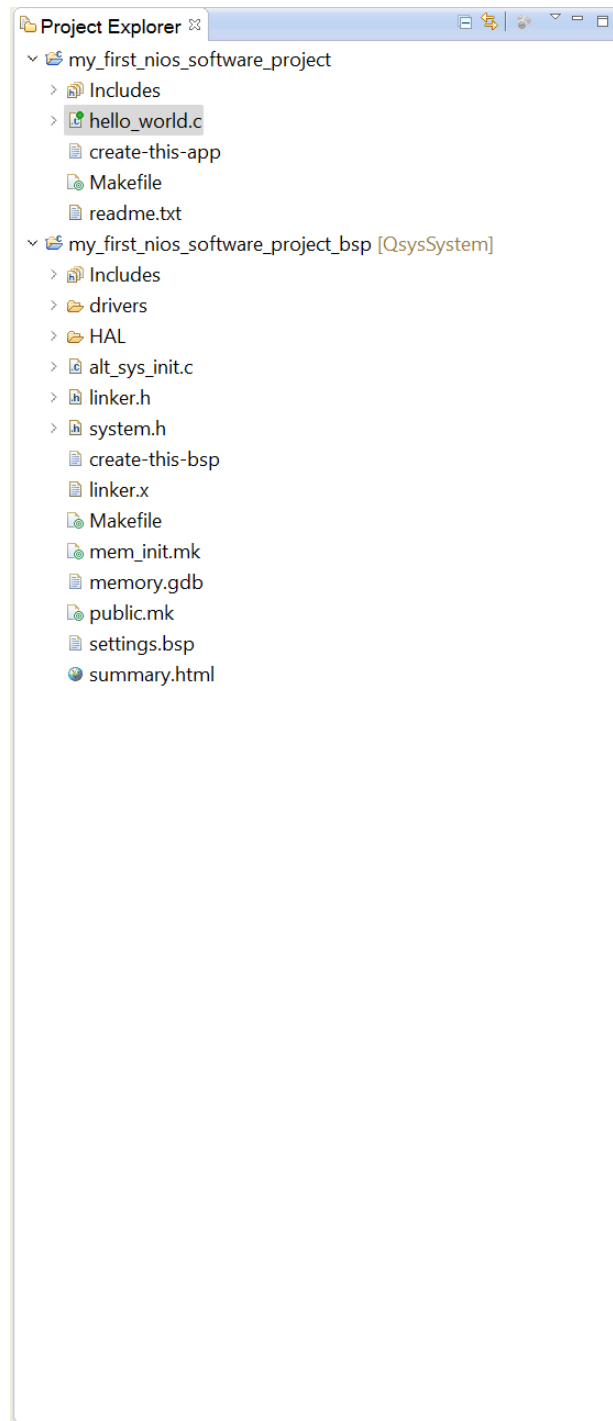 Project Explorer
my_first_nios_software_project
Includes
hello_world.c
create-this-app
Makefile
readme.txt
my_first_nios_software_project_bsp [QsysSystem]
Includes
drivers
HAL
alt_sys_init.c
linker.h
system.h
create-this-bsp
linker.x
Makefile
mem_init.mk
memory.gdb
public.mk
settings.bsp
summary.html